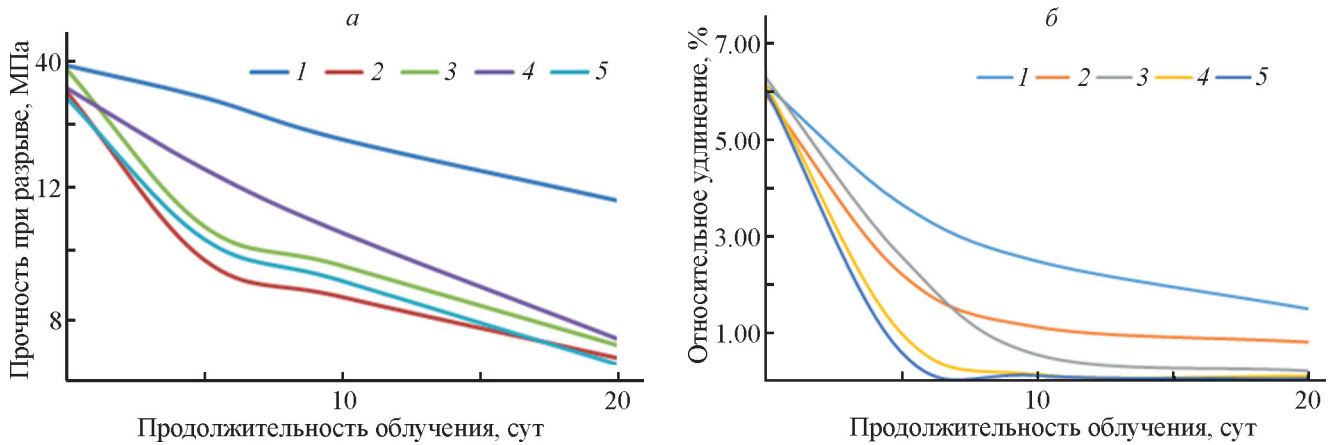 а
Прочность при разрыве, МПа
40
12
8
1 2 3 4 5
10 20
Продолжительность облучения, сут
б
Относительное удлинение, %
7.00
5.00
3.00
1.00
1 2 3 4 5
10 20
Продолжительность облучения, сут